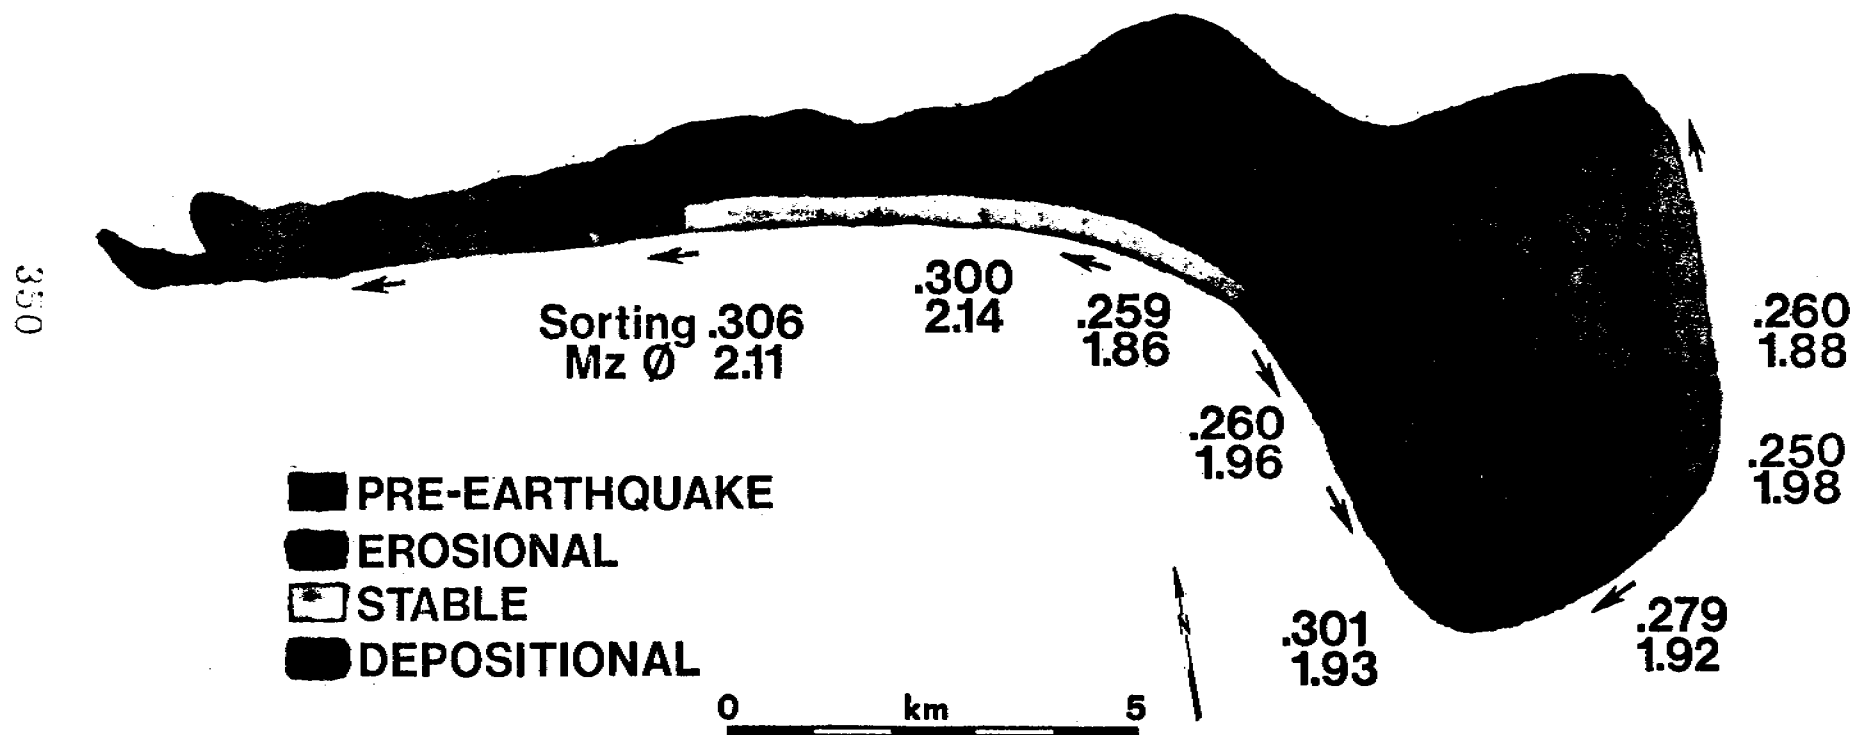 350
.300
2.14
Sorting .306
Mz Ø 2.11
.259
1.86
.260
1.88
.260
1.96
.250
1.98
PRE-EARTHQUAKE
EROSIONAL
STABLE
DEPOSITIONAL
N
.301
1.93
.279
1.92
0 km 5